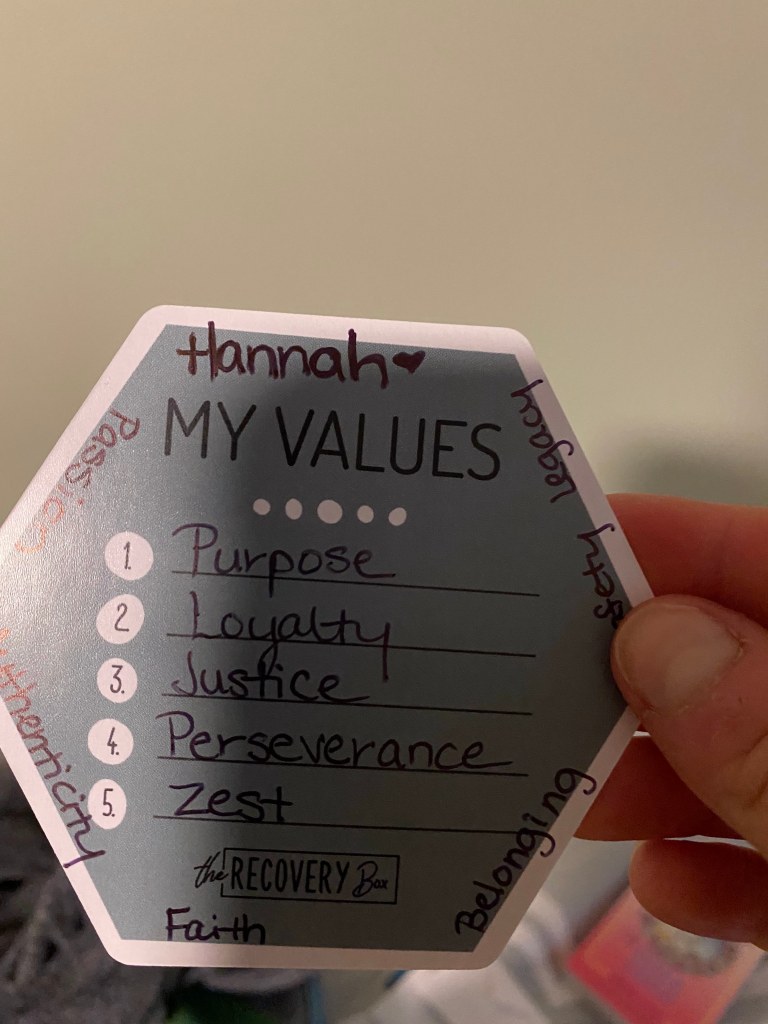 Hannah♥
MY VALUES
Passion
Legacy
1. Purpose
2. Loyalty
3. Justice
4. Perseverance
5. Zest
Authenticity
Belonging
the RECOVERY Box
Faith